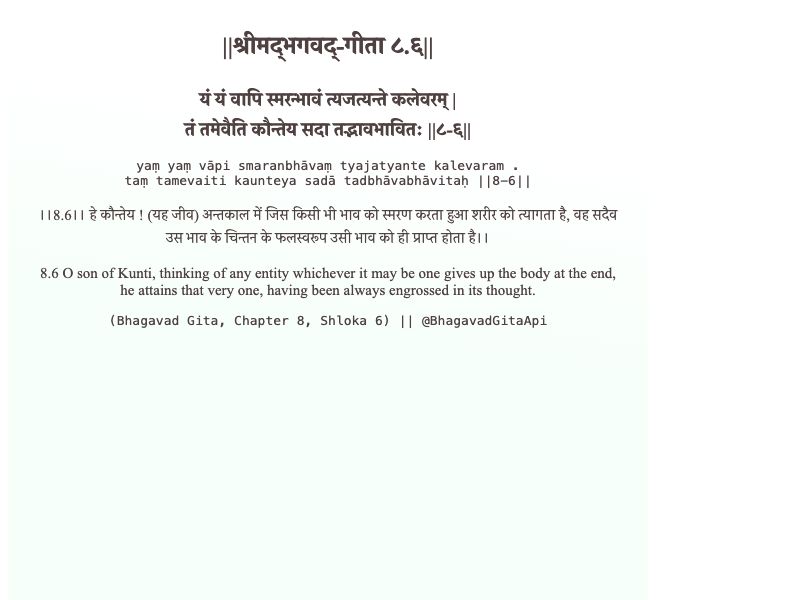 ||श्रीमद्‍भगवद्‍-गीता ८.६||
यं यं वापि स्मरन्भावं त्यजत्यन्ते कलेवरम् |
तं तमेवैति कौन्तेय सदा तद्भावभावितः ||८-६||
yaṃ yaṃ vāpi smaranbhāvaṃ tyajatyante kalevaram .
taṃ tamevaiti kaunteya sadā tadbhāvabhāvitaḥ ||8-6||
।।8.6।। हे कौन्तेय ! (यह जीव) अन्तकाल में जिस किसी भी भाव को स्मरण करता हुआ शरीर को त्यागता है, वह सदैव
उस भाव के चिन्तन के फलस्वरूप उसी भाव को ही प्राप्त होता है।।
8.6 O son of Kunti, thinking of any entity whichever it may be one gives up the body at the end,
he attains that very one, having been always engrossed in its thought.
(Bhagavad Gita, Chapter 8, Shloka 6) || @BhagavadGitaApi